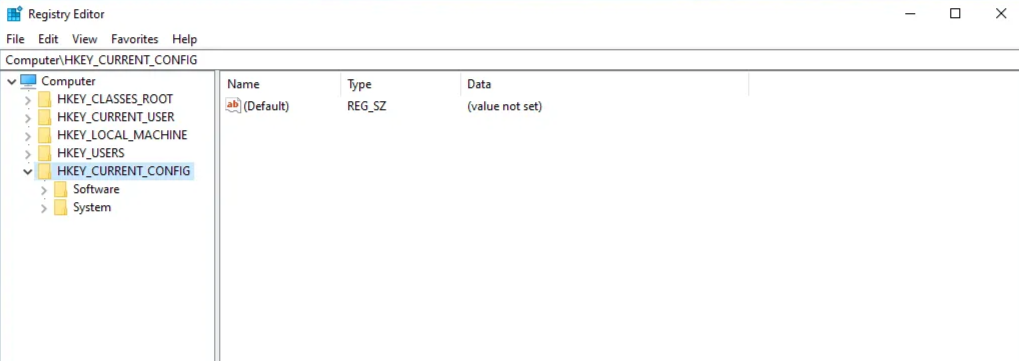 Registry Editor
File Edit View Favorites Help
Computer\HKEY_CURRENT_CONFIG
Computer
HKEY_CLASSES_ROOT
HKEY_CURRENT_USER
HKEY_LOCAL_MACHINE
HKEY_USERS
HKEY_CURRENT_CONFIG
Software
System
Name Type Data
ab (Default) REG_SZ (value not set)